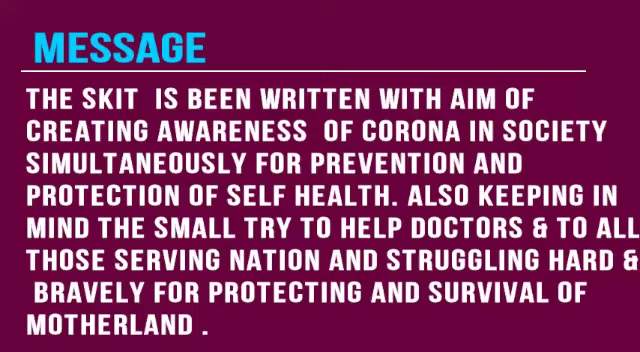 MESSAGE
THE SKIT IS BEEN WRITTEN WITH AIM OF
CREATING AWARENESS OF CORONA IN SOCIETY
SIMULTANEOUSLY FOR PREVENTION AND
PROTECTION OF SELF HEALTH. ALSO KEEPING IN
MIND THE SMALL TRY TO HELP DOCTORS & TO ALL
THOSE SERVING NATION AND STRUGGLING HARD &
BRAVELY FOR PROTECTING AND SURVIVAL OF
MOTHERLAND .